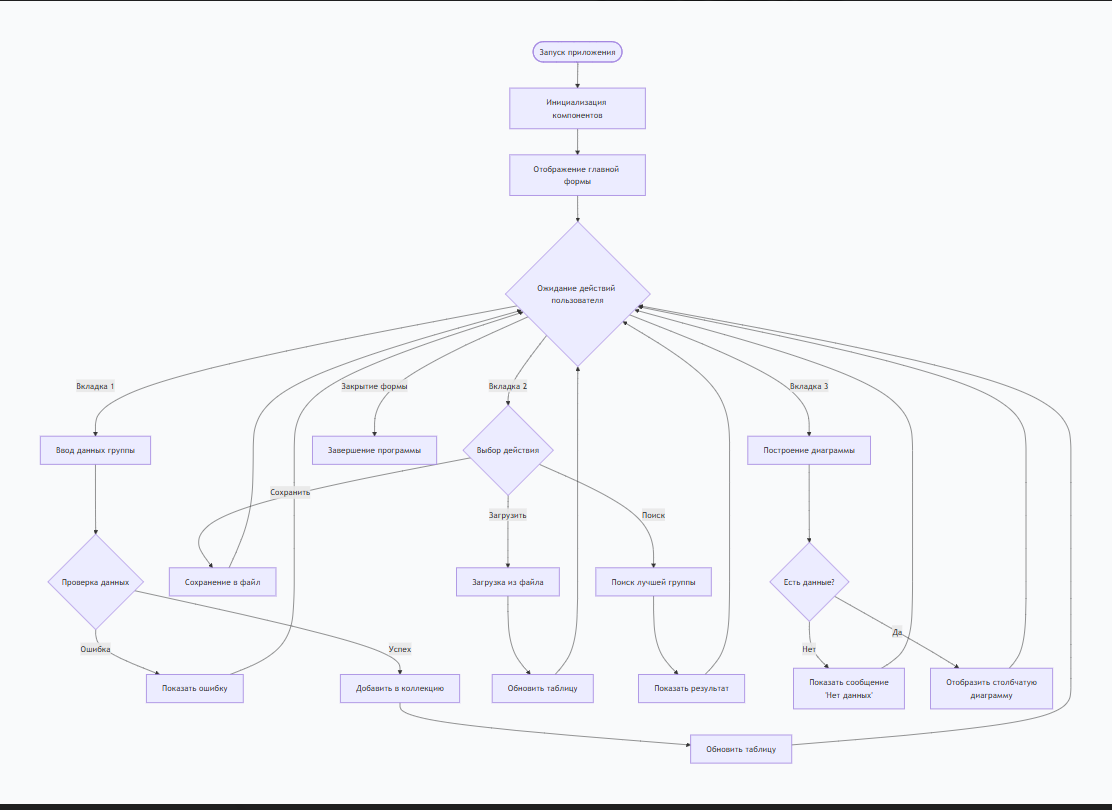 Запуск приложения
Инициализация
компонентов
Отображение главной
формы
Ожидание действий
пользователя
Вкладка 1
Закрытие формы
Вкладка 2
Вкладка 3
Ввод данных группы
Завершение программы
Выбор действия
Построение диаграммы
Сохранить
Загрузить
Поиск
Проверка данных
Сохранение в файл
Загрузка из файла
Поиск лучшей группы
Есть данные?
Да
Ошибка
Успех
Нет
Показать ошибку
Добавить в коллекцию
Обновить таблицу
Показать результат
Показать сообщение
'Нет данных'
Отобразить столбчатую
диаграмму
Обновить таблицу